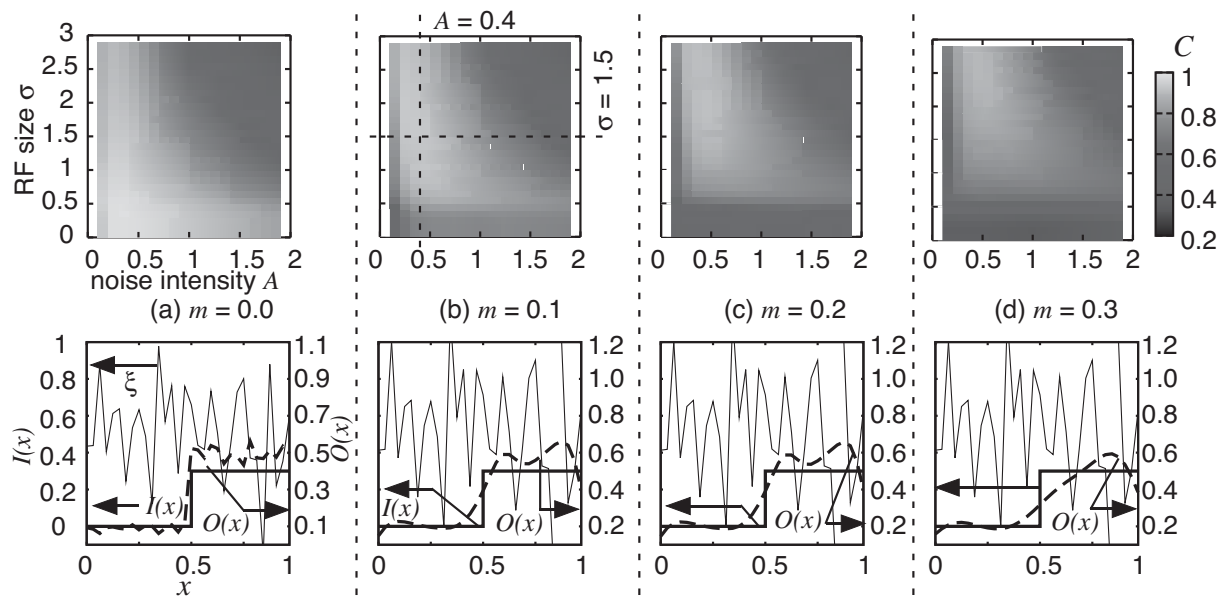 A = 0.4
σ = 1.5
RF size σ
3
2.5
2
1.5
1
0.5
0
C
1
0.8
0.6
0.4
0.2
0 0.5 1 1.5 2
0 0.5 1 1.5 2
0 0.5 1 1.5 2
0 0.5 1 1.5 2
noise intensity A
(a) m = 0.0
(b) m = 0.1
(c) m = 0.2
(d) m = 0.3
I(x)
1
0.8
0.6
0.4
0.2
0
ξ
I(x)
O(x)
1.1
0.9
0.7
0.5
0.3
0.1
O(x)
0 0.5 1
x
I(x)
O(x)
1.2
1.0
0.8
0.6
0.4
0.2
0 0.5 1
O(x)
1.2
1.0
0.8
0.6
0.4
0.2
0 0.5 1
O(x)
1.2
1.0
0.8
0.6
0.4
0.2
0 0.5 1